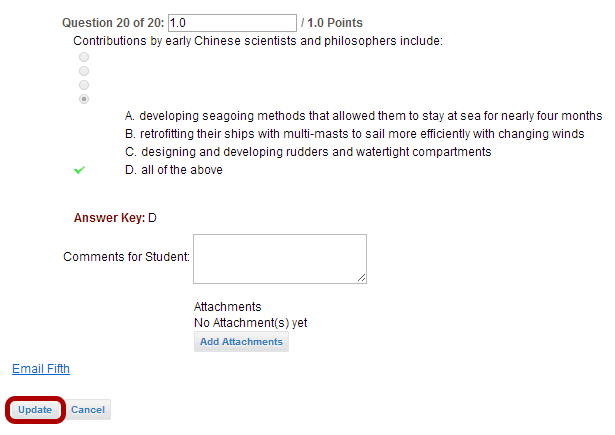 Question 20 of 20: 1.0 / 1.0 Points
Contributions by early Chinese scientists and philosophers include:
A. developing seagoing methods that allowed them to stay at sea for nearly four months
B. retrofitting their ships with multi-masts to sail more efficiently with changing winds
C. designing and developing rudders and watertight compartments
D. all of the above
Answer Key: D
Comments for Student:
Attachments
No Attachment(s) yet
Add Attachments
Email Fifth
Update Cancel